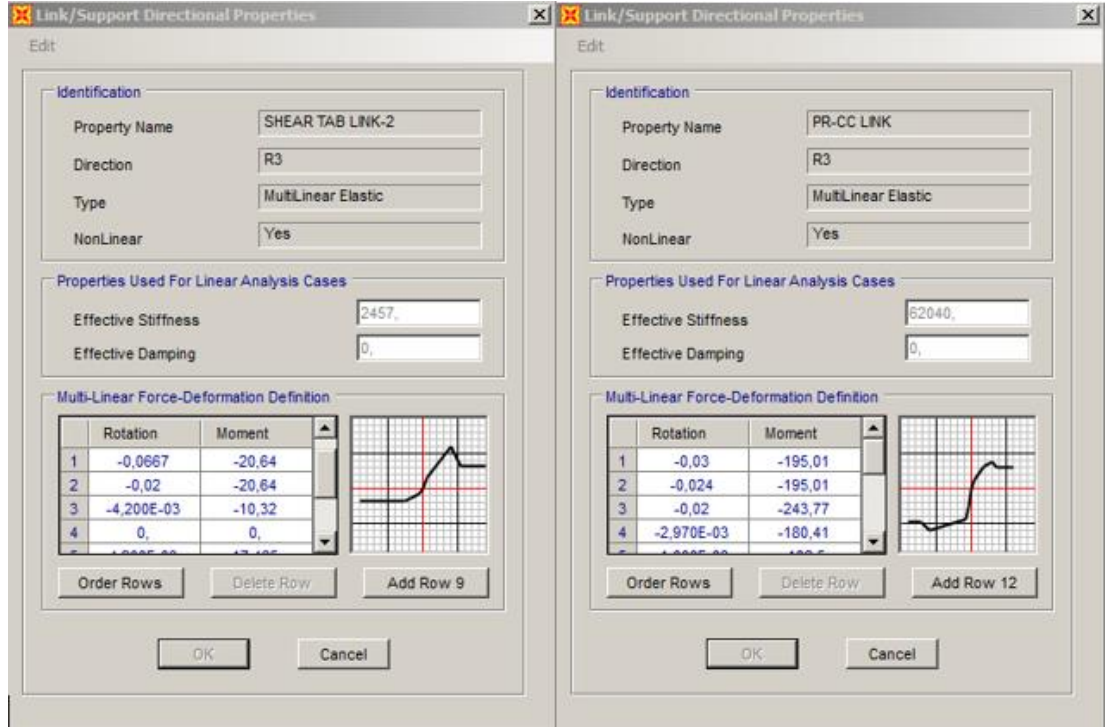 Link/Support Directional Properties
Edit
Identification
Property Name SHEAR TAB LINK-2
Direction R3
Type MultiLinear Elastic
NonLinear Yes
Properties Used For Linear Analysis Cases
Effective Stiffness 2457,
Effective Damping 0,
Multi-Linear Force-Deformation Definition
Rotation Moment
1 -0,0667 -20,64
2 -0,02 -20,64
3 -4,200E-03 -10,32
4 0, 0,
Order Rows Delete Row Add Row 9
OK Cancel
Link/Support Directional Properties
Edit
Identification
Property Name PR-CC LINK
Direction R3
Type MultiLinear Elastic
NonLinear Yes
Properties Used For Linear Analysis Cases
Effective Stiffness 62040,
Effective Damping 0,
Multi-Linear Force-Deformation Definition
Rotation Moment
1 -0,03 -195,01
2 -0,024 -195,01
3 -0,02 -243,77
4 -2,970E-03 -180,41
Order Rows Delete Row Add Row 12
OK Cancel